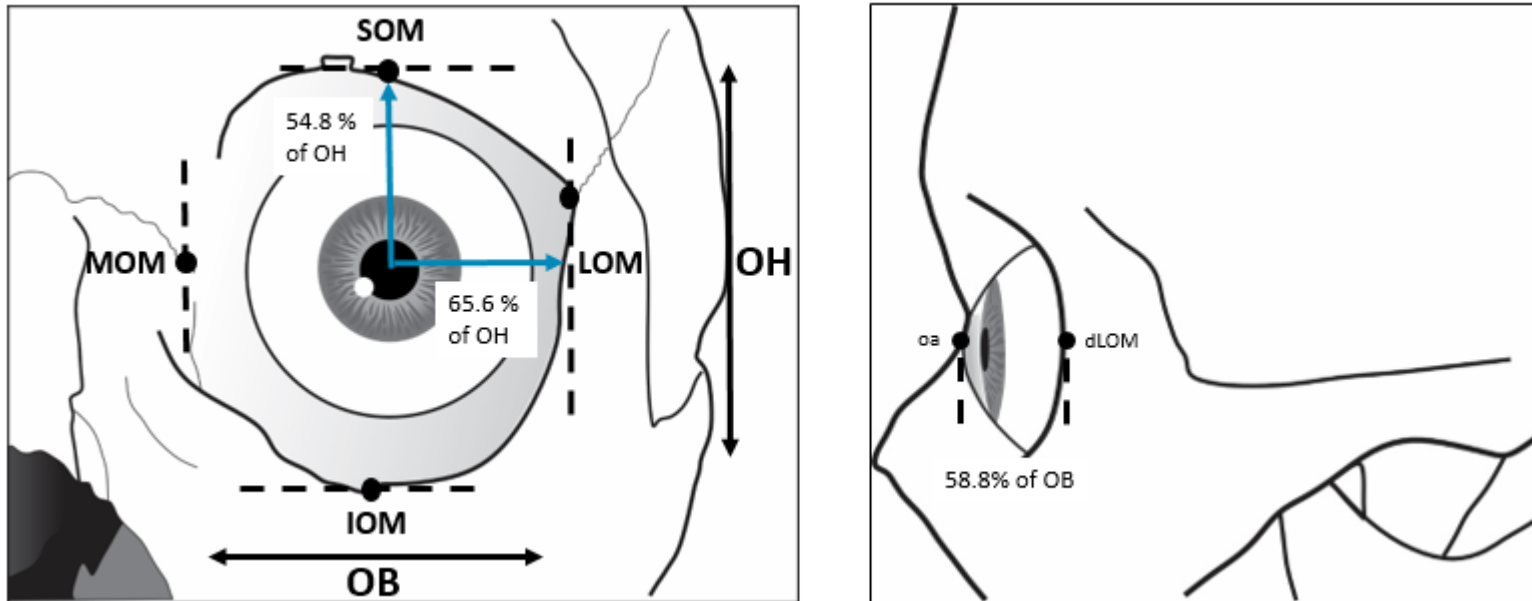 SOM
54.8 %
of OH
MOM
LOM
OH
65.6 %
of OH
IOM
OB
oa
dLOM
58.8% of OB